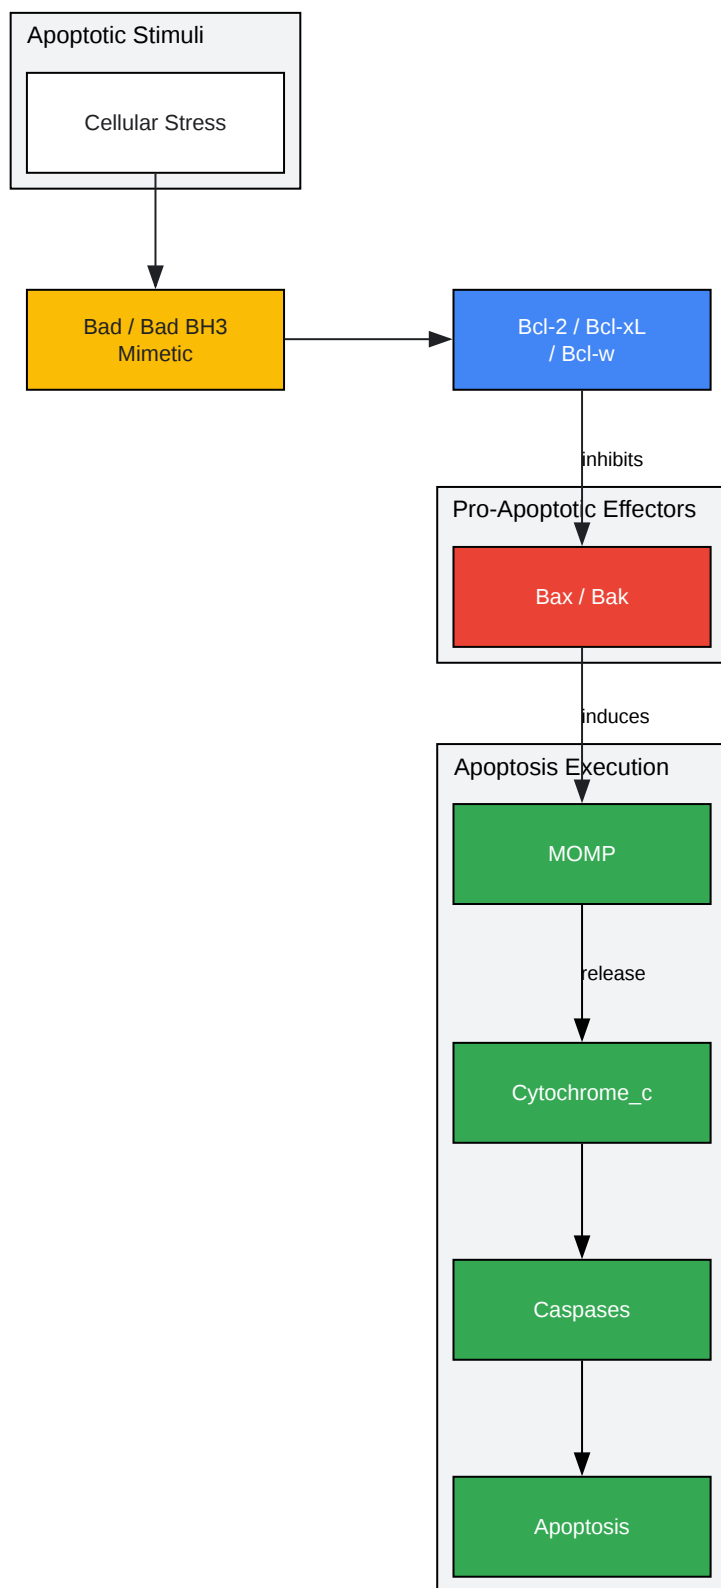 Apoptotic Stimuli
Cellular Stress
Bad / Bad BH3
Mimetic
Bcl-2 / Bcl-xL
/ Bcl-w
inhibits
Pro-Apoptotic Effectors
Bax / Bak
induces
Apoptosis Execution
MOMP
release
Cytochrome_c
Caspases
Apoptosis